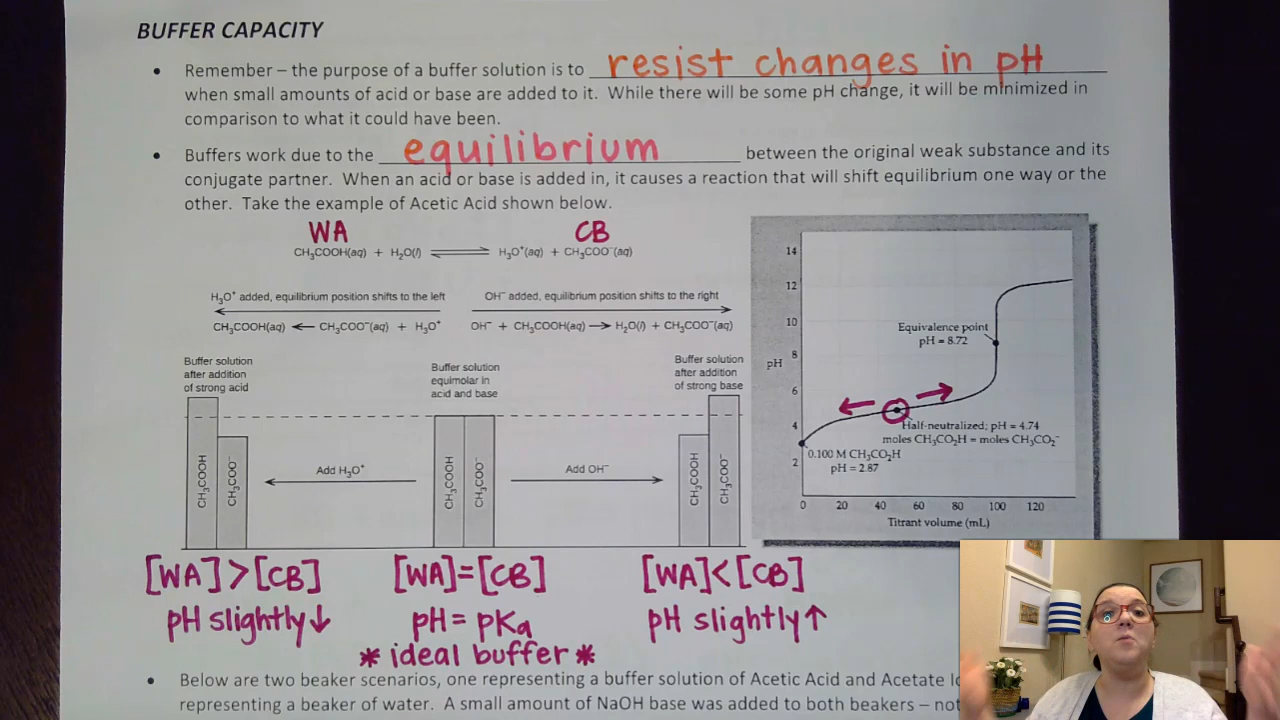 BUFFER CAPACITY
• Remember – the purpose of a buffer solution is to resist changes in pH
when small amounts of acid or base are added to it. While there will be some pH change, it will be minimized in
comparison to what it could have been.
• Buffers work due to the equilibrium between the original weak substance and its
conjugate partner. When an acid or base is added in, it causes a reaction that will shift equilibrium one way or the
other. Take the example of Acetic Acid shown below.
WA CB
CH₃COOH(aq) + H₂O(l) ⇌ H₃O⁺(aq) + CH₃COO⁻(aq)
H₃O⁺ added, equilibrium position shifts to the left
OH⁻ added, equilibrium position shifts to the right
CH₃COOH(aq) ← CH₃COO⁻(aq) + H₃O⁺
OH⁻ + CH₃COOH(aq) → H₂O(l) + CH₃COO⁻(aq)
Buffer solution
after addition
of strong acid
Buffer solution
equimolar in
acid and base
Buffer solution
after addition
of strong base
CH₃COOH
CH₃COO⁻
Add H₃O⁺
CH₃COOH
CH₃COO⁻
Add OH⁻
CH₃COOH
CH₃COO⁻
[WA]>[CB]
pH slightly↓
[WA]=[CB]
pH = pKa
* ideal buffer *
[WA]<[CB]
pH slightly↑
pH
14
12
10
8
6
4
2
Equivalence point
pH = 8.72
Half-neutralized; pH = 4.74
moles CH₃CO₂H = moles CH₃CO₂⁻
0.100 M CH₃CO₂H
pH = 2.87
0 20 40 60 80 100 120
Titrant volume (mL)
• Below are two beaker scenarios, one representing a buffer solution of Acetic Acid and Acetate
representing a beaker of water. A small amount of NaOH base was added to both beakers –